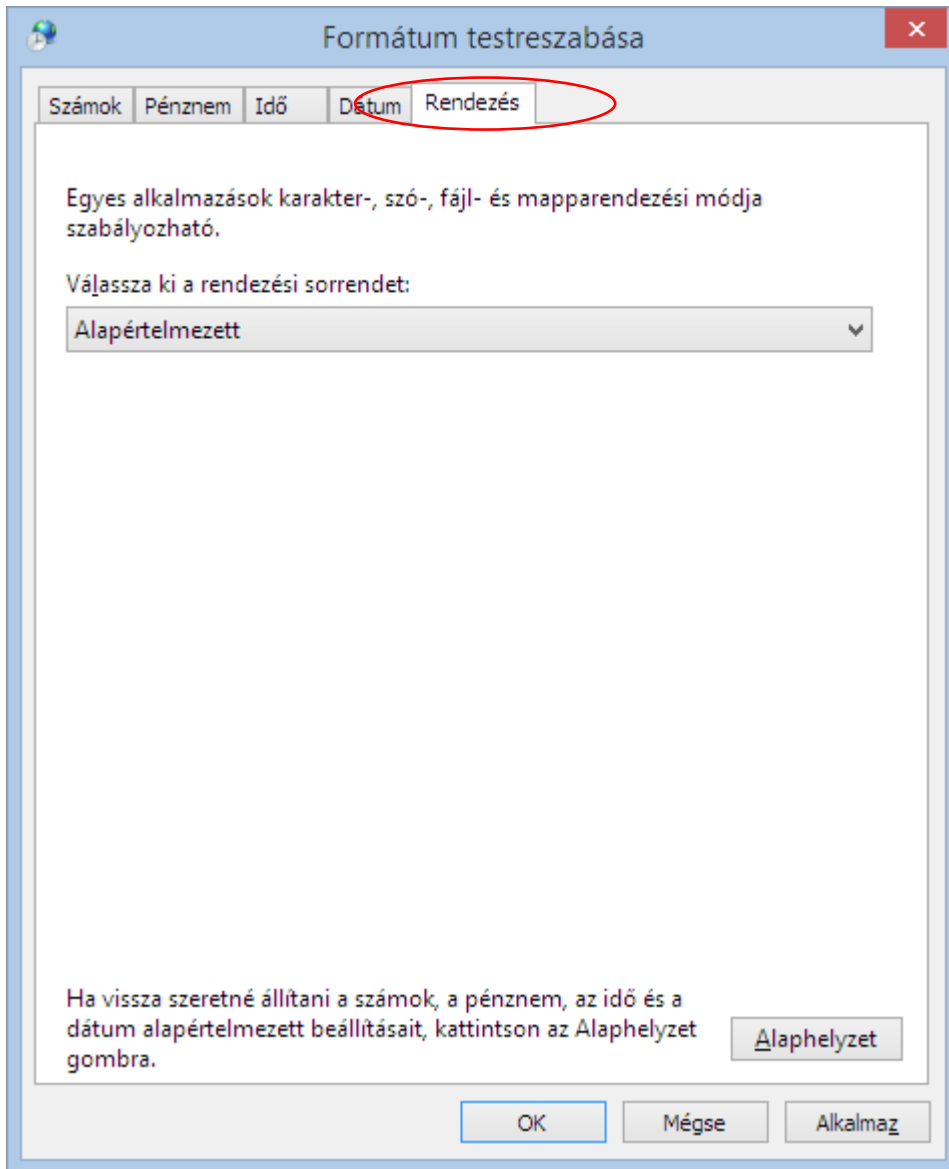 Formátum testreszabása
Számok Pénznem Idő Dátum Rendezés
Egyes alkalmazások karakter-, szó-, fájl- és mapparendezési módja
szabályozható.
Válassza ki a rendezési sorrendet:
Alapértelmezett
Ha vissza szeretné állítani a számok, a pénznem, az idő és a
dátum alapértelmezett beállításait, kattintson az Alaphelyzet
gombra.
Alaphelyzet
OK Mégse Alkalmaz